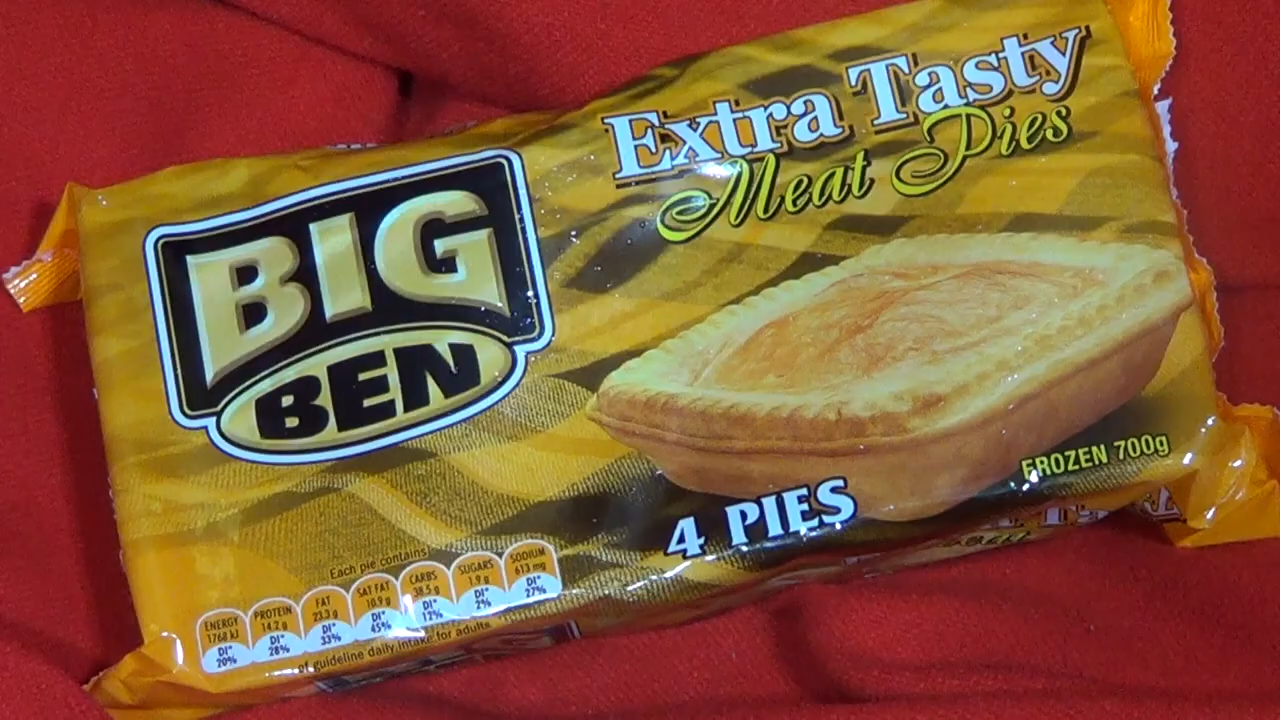 Extra Tasty
Meat Pies
BIG
BEN
FROZEN 700g
4 PIES
Each pie contains
ENERGY
1768 kJ
DI*
20%
PROTEIN
14.2 g
DI*
28%
FAT
23.3 g
DI*
33%
SAT FAT
10.9 g
DI*
45%
CARBS
38.5 g
DI*
12%
SUGARS
1.9 g
DI*
2%
SODIUM
613 mg
DI*
27%
of guideline daily intake for adults